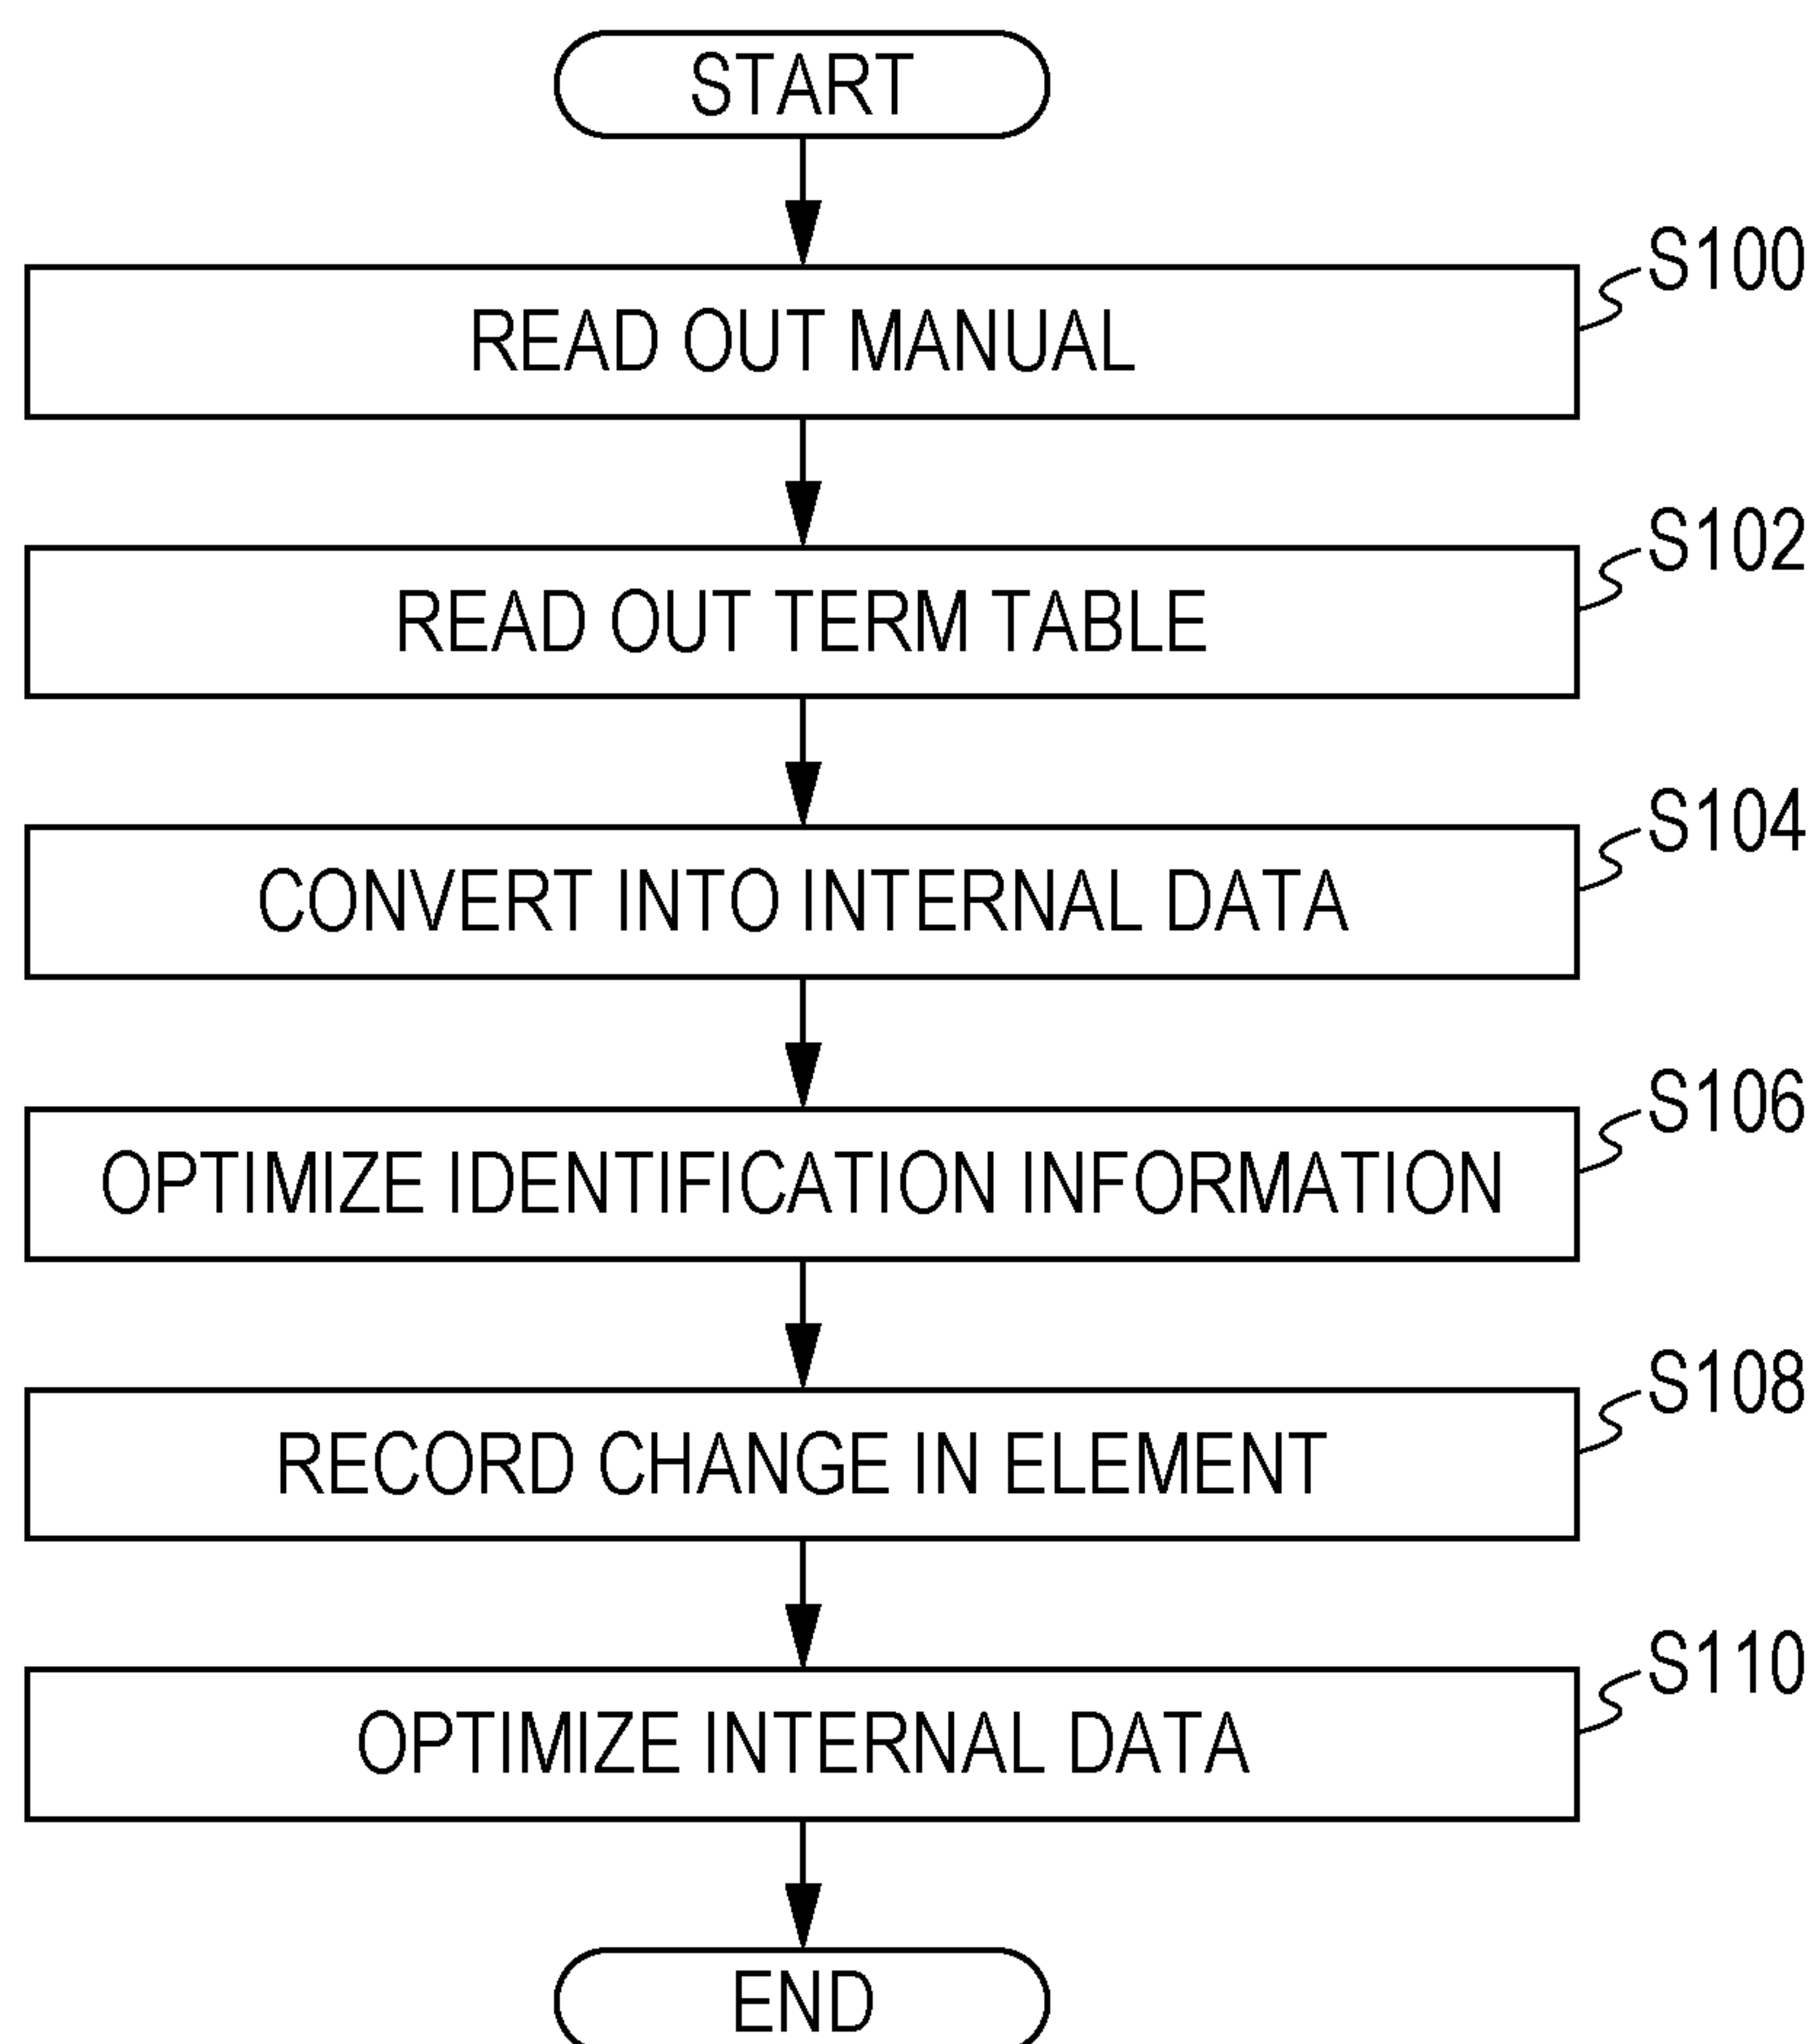 START
S100
READ OUT MANUAL
S102
READ OUT TERM TABLE
S104
CONVERT INTO INTERNAL DATA
S106
OPTIMIZE IDENTIFICATION INFORMATION
S108
RECORD CHANGE IN ELEMENT
S110
OPTIMIZE INTERNAL DATA
END